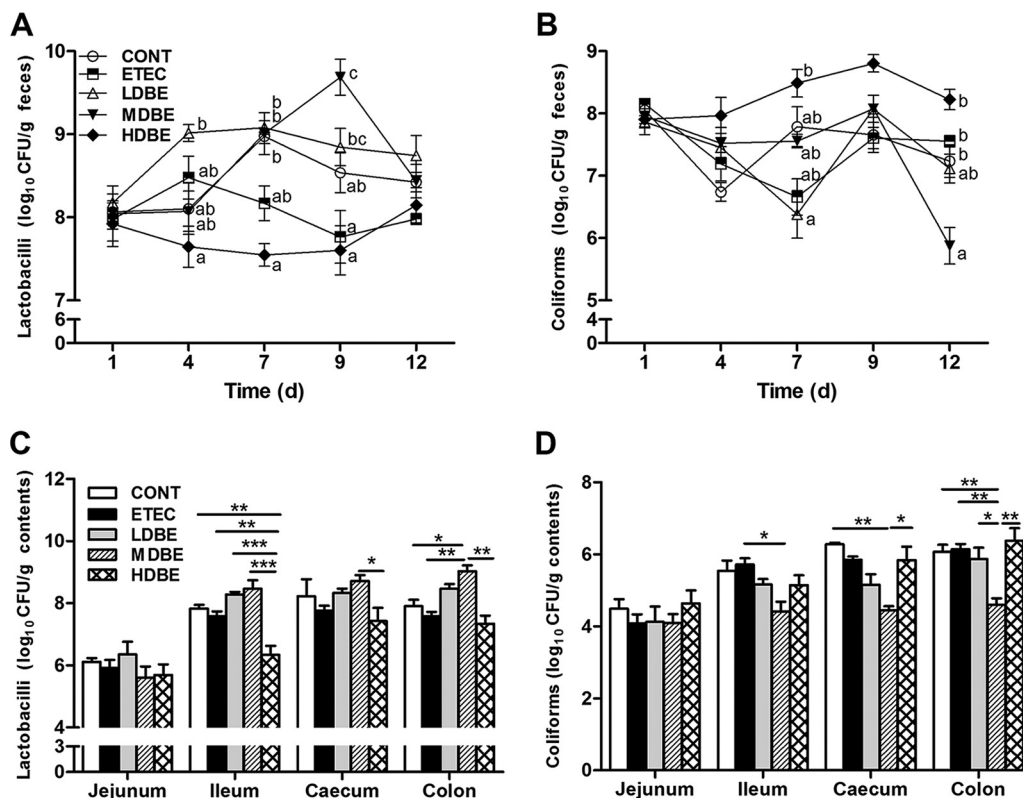 A
Lactobacilli (log10 CFU/g feces)
10
9
8
7
6
0
CONT
ETEC
LDBE
MDBE
HDBE
b
ab
ab
ab
a
b
b
ab
a
c
bc
ab
a
a
1 4 7 9 12
Time (d)
B
Coliforms (log10 CFU/g feces)
9
8
7
6
5
4
0
b
ab
ab
ab
a
b
b
b
ab
a
1 4 7 9 12
Time (d)
C
Lactobacilli (log10 CFU/g contents)
12
10
8
6
4
3
0
CONT
ETEC
LDBE
MDBE
HDBE
**
**
***
***
*
*
**
**
Jejunum Ileum Caecum Colon
D
Coliforms (log10 CFU/g contents)
8
6
4
2
0
*
**
*
**
**
*
**
Jejunum Ileum Caecum Colon